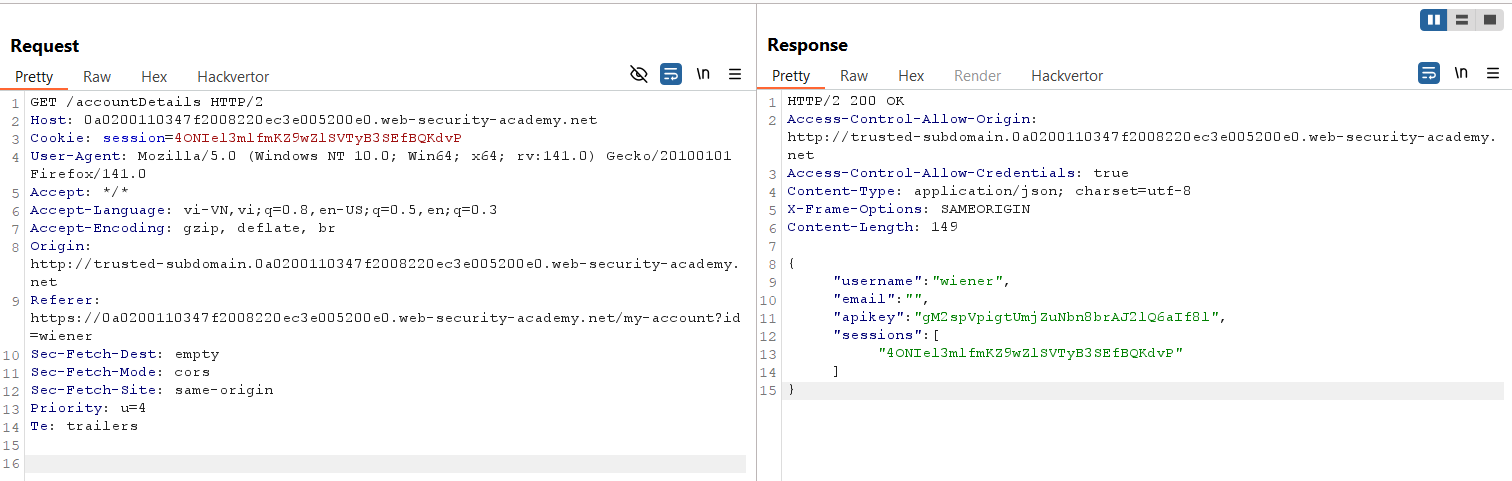 Request
Pretty Raw Hex Hackvertor
\n
1 GET /accountDetails HTTP/2
2 Host: 0a0200110347f2008220ec3e005200e0.web-security-academy.net
3 Cookie: session=4ONIel3mlfmKZ9wZlSVTyB3SEfBQKdvP
4 User-Agent: Mozilla/5.0 (Windows NT 10.0; Win64; x64; rv:141.0) Gecko/20100101
Firefox/141.0
5 Accept: */*
6 Accept-Language: vi-VN,vi;q=0.8,en-US;q=0.5,en;q=0.3
7 Accept-Encoding: gzip, deflate, br
8 Origin:
http://trusted-subdomain.0a0200110347f2008220ec3e005200e0.web-security-academy.
net
9 Referer:
https://0a0200110347f2008220ec3e005200e0.web-security-academy.net/my-account?id
=wiener
10 Sec-Fetch-Dest: empty
11 Sec-Fetch-Mode: cors
12 Sec-Fetch-Site: same-origin
13 Priority: u=4
14 Te: trailers
15
16
Response
Pretty Raw Hex Render Hackvertor
\n
1 HTTP/2 200 OK
2 Access-Control-Allow-Origin:
http://trusted-subdomain.0a0200110347f2008220ec3e005200e0.web-security-academy.
net
3 Access-Control-Allow-Credentials: true
4 Content-Type: application/json; charset=utf-8
5 X-Frame-Options: SAMEORIGIN
6 Content-Length: 149
7
8 {
9 "username":"wiener",
10 "email":"",
11 "apikey":"gM2spVpigtUmjZuNbn8brAJ2lQ6aIf8l",
12 "sessions":[
13 "4ONIel3mlfmKZ9wZlSVTyB3SEfBQKdvP"
14 ]
15 }